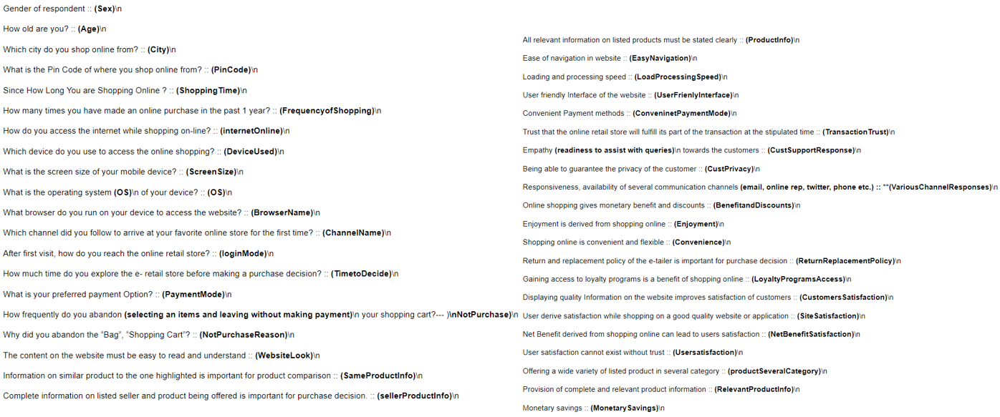 Gender of respondent :: (Sex)\n
How old are you? :: (Age)\n
Which city do you shop online from? :: (City)\n
What is the Pin Code of where you shop online from? :: (PinCode)\n
Since How Long You are Shopping Online ? :: (ShoppingTime)\n
How many times you have made an online purchase in the past 1 year? :: (FrequencyofShopping)\n
How do you access the internet while shopping on-line? :: (internetOnline)\n
Which device do you use to access the online shopping? :: (DeviceUsed)\n
What is the screen size of your mobile device? :: (ScreenSize)\n
What is the operating system (OS)\n of your device? :: (OS)\n
What browser do you run on your device to access the website? :: (BrowserName)\n
Which channel did you follow to arrive at your favorite online store for the first time? :: (ChannelName)\n
After first visit, how do you reach the online retail store? :: (loginMode)\n
How much time do you explore the e- retail store before making a purchase decision? :: (TimetoDecide)\n
What is your preferred payment Option? :: (PaymentMode)\n
How frequently do you abandon (selecting an items and leaving without making payment)\n your shopping cart?--- )\nNotPurchase)\n
Why did you abandon the “Bag”, “Shopping Cart”? :: (NotPurchaseReason)\n
The content on the website must be easy to read and understand :: (WebsiteLook)\n
Information on similar product to the one highlighted is important for product comparison :: (SameProductInfo)\n
Complete information on listed seller and product being offered is important for purchase decision. :: (sellerProductInfo)\n
All relevant information on listed products must be stated clearly :: (ProductInfo)\n
Ease of navigation in website :: (EasyNavigation)\n
Loading and processing speed :: (LoadProcessingSpeed)\n
User friendly Interface of the website :: (UserFrienlyInterface)\n
Convenient Payment methods :: (ConveninetPaymentMode)\n
Trust that the online retail store will fulfill its part of the transaction at the stipulated time :: (TransactionTrust)\n
Empathy (readiness to assist with queries)\n towards the customers :: (CustSupportResponse)\n
Being able to guarantee the privacy of the customer :: (CustPrivacy)\n
Responsiveness, availability of several communication channels (email, online rep, twitter, phone etc.) :: **(VariousChannelResponses)\n
Online shopping gives monetary benefit and discounts :: (BenefitandDiscounts)\n
Enjoyment is derived from shopping online :: (Enjoyment)\n
Shopping online is convenient and flexible :: (Convenience)\n
Return and replacement policy of the e-tailer is important for purchase decision :: (ReturnReplacementPolicy)\n
Gaining access to loyalty programs is a benefit of shopping online :: (LoyaltyProgramsAccess)\n
Displaying quality Information on the website improves satisfaction of customers :: (CustomersSatisfaction)\n
User derive satisfaction while shopping on a good quality website or application :: (SiteSatisfaction)\n
Net Benefit derived from shopping online can lead to users satisfaction :: (NetBenefitSatisfaction)\n
User satisfaction cannot exist without trust :: (Usersatisfaction)\n
Offering a wide variety of listed product in several category :: (productSeveralCategory)\n
Provision of complete and relevant product information :: (RelevantProductInfo)\n
Monetary savings :: (MonetarySavings)\n